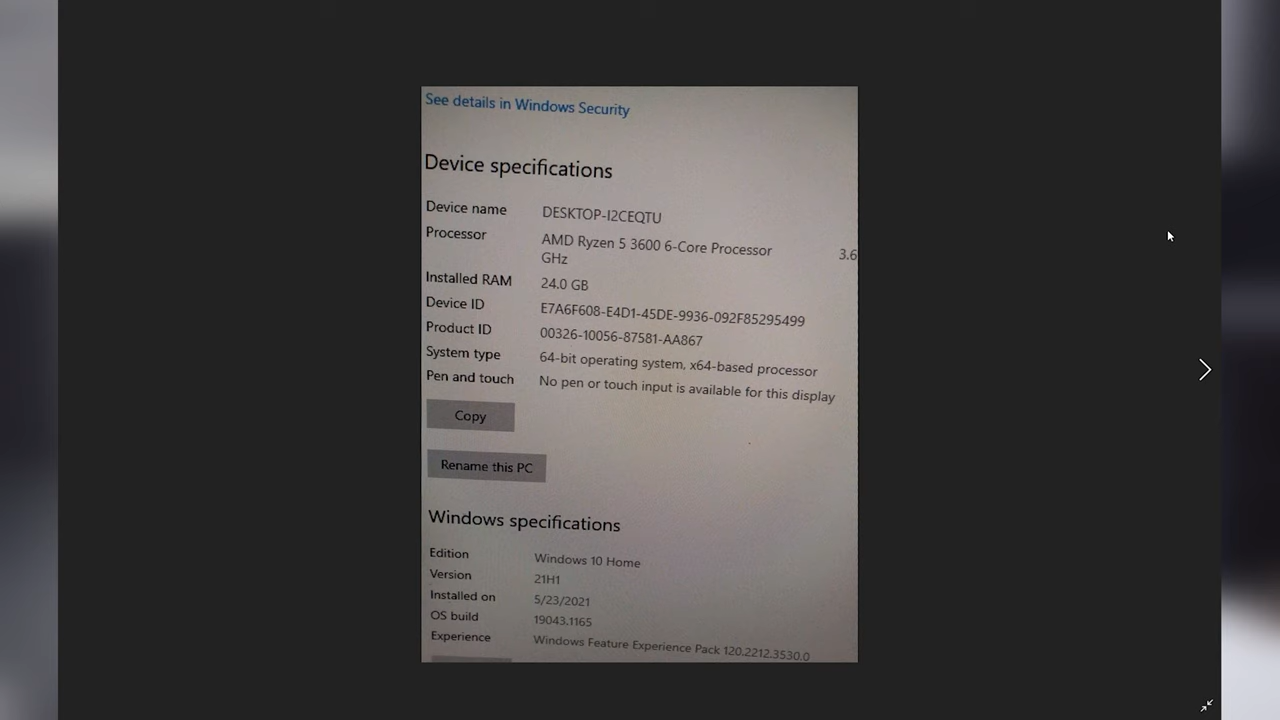 See details in Windows Security
Device specifications
Device name DESKTOP-I2CEQTU
Processor AMD Ryzen 5 3600 6-Core Processor 3.6
GHz
Installed RAM 24.0 GB
Device ID E7A6F608-E4D1-45DE-9936-092F85295499
Product ID 00326-10056-87581-AA867
System type 64-bit operating system, x64-based processor
Pen and touch No pen or touch input is available for this display
Copy
Rename this PC
Windows specifications
Edition Windows 10 Home
Version 21H1
Installed on 5/23/2021
OS build 19043.1165
Experience Windows Feature Experience Pack 120.2212.3530.0